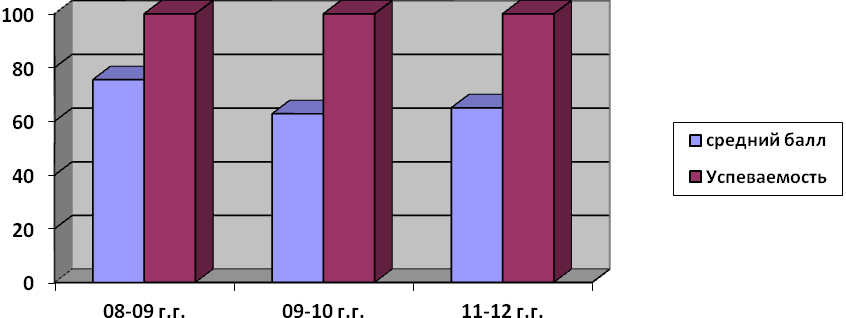 100
80
60
40
20
0
08-09 г.г.
09-10 г.г.
11-12 г.г.
средний балл
Успеваемость